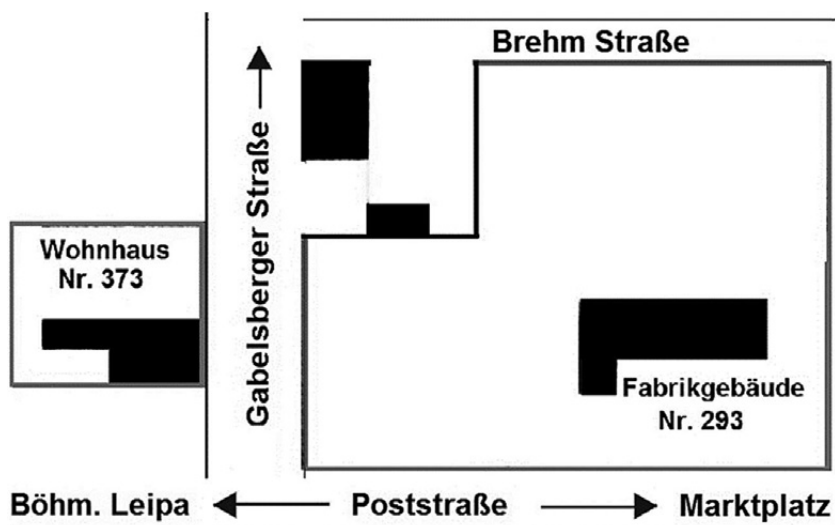 Brehm Straße
Gabelsberger Straße
Wohnhaus
Nr. 373
Fabrikgebäude
Nr. 293
Böhm. Leipa
Poststraße
Marktplatz